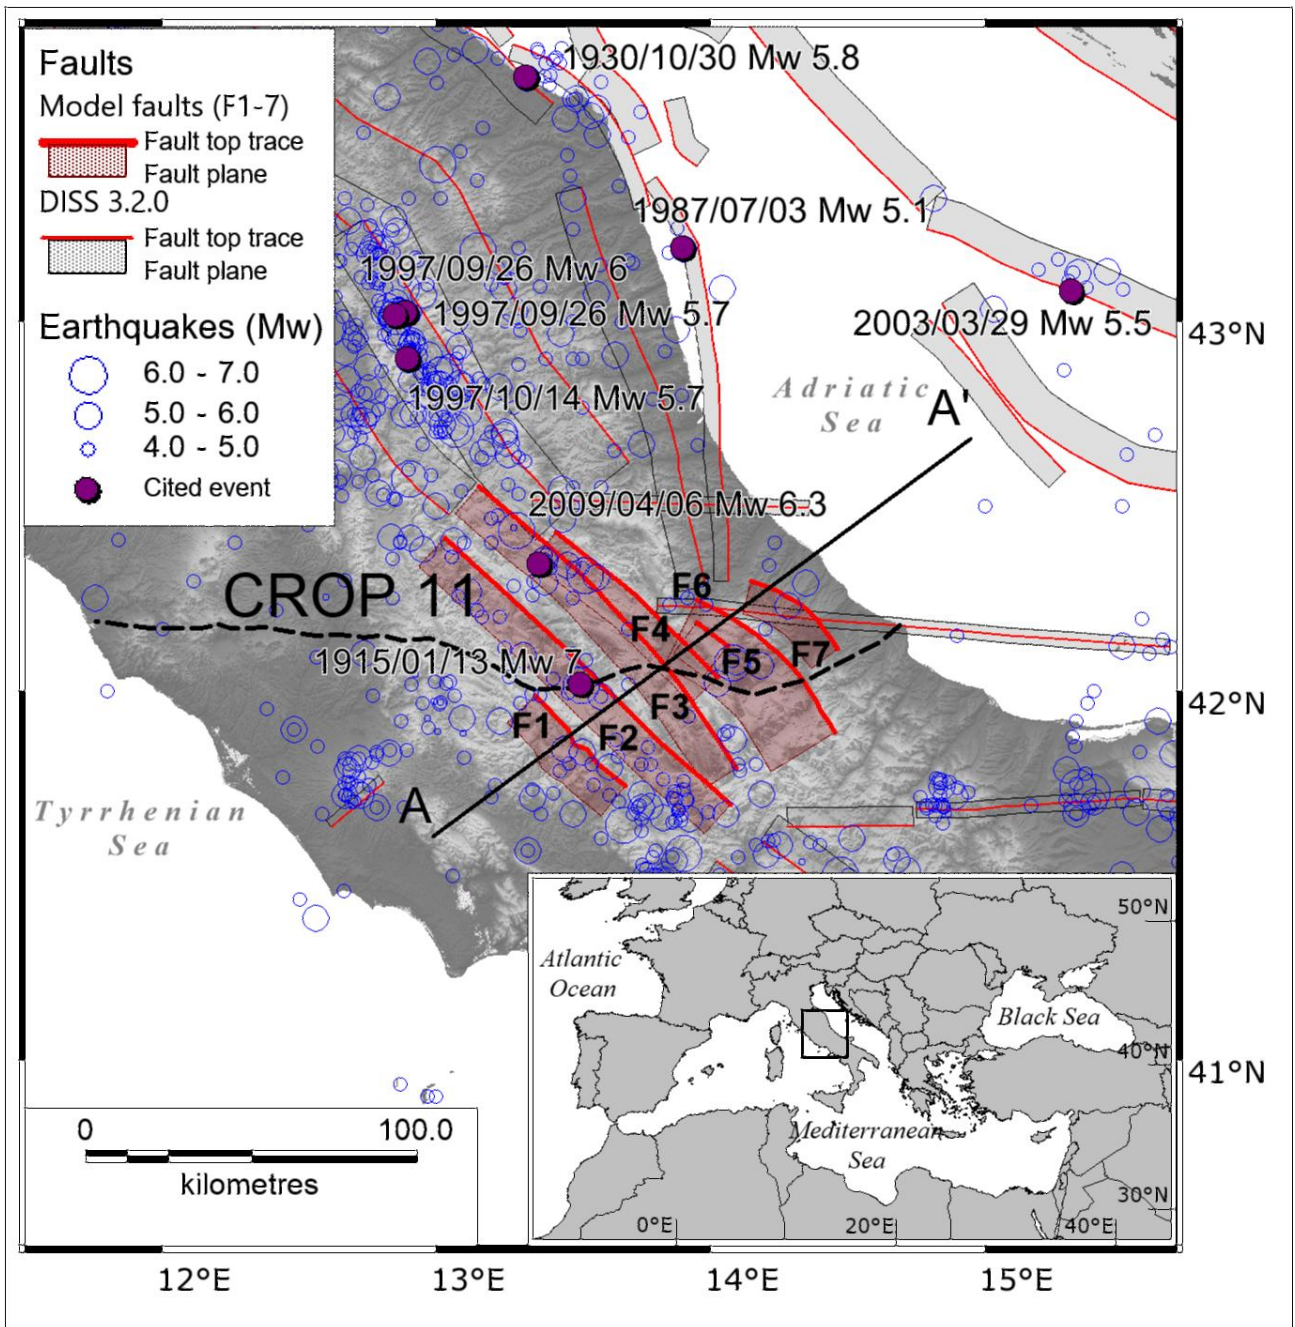 Faults
Model faults (F1-7)
Fault top trace
Fault plane
DISS 3.2.0
Fault top trace
Fault plane
Earthquakes (Mw)
6.0 - 7.0
5.0 - 6.0
4.0 - 5.0
Cited event
1930/10/30 Mw 5.8
1987/07/03 Mw 5.1
1997/09/26 Mw 6
1997/09/26 Mw 5.7
2003/03/29 Mw 5.5
43°N
1997/10/14 Mw 5.7
Adriatic
Sea
A'
2009/04/06 Mw 6.3
CROP 11
F6
F4
F5
F7
1915/01/13 Mw 7
42°N
F3
F1
F2
A
Tyrrhenian
Sea
50°N
Atlantic
Ocean
Black Sea
40°N
41°N
Mediterranean
Sea
30°N
0°E
20°E
40°E
0
100.0
kilometres
12°E
13°E
14°E
15°E